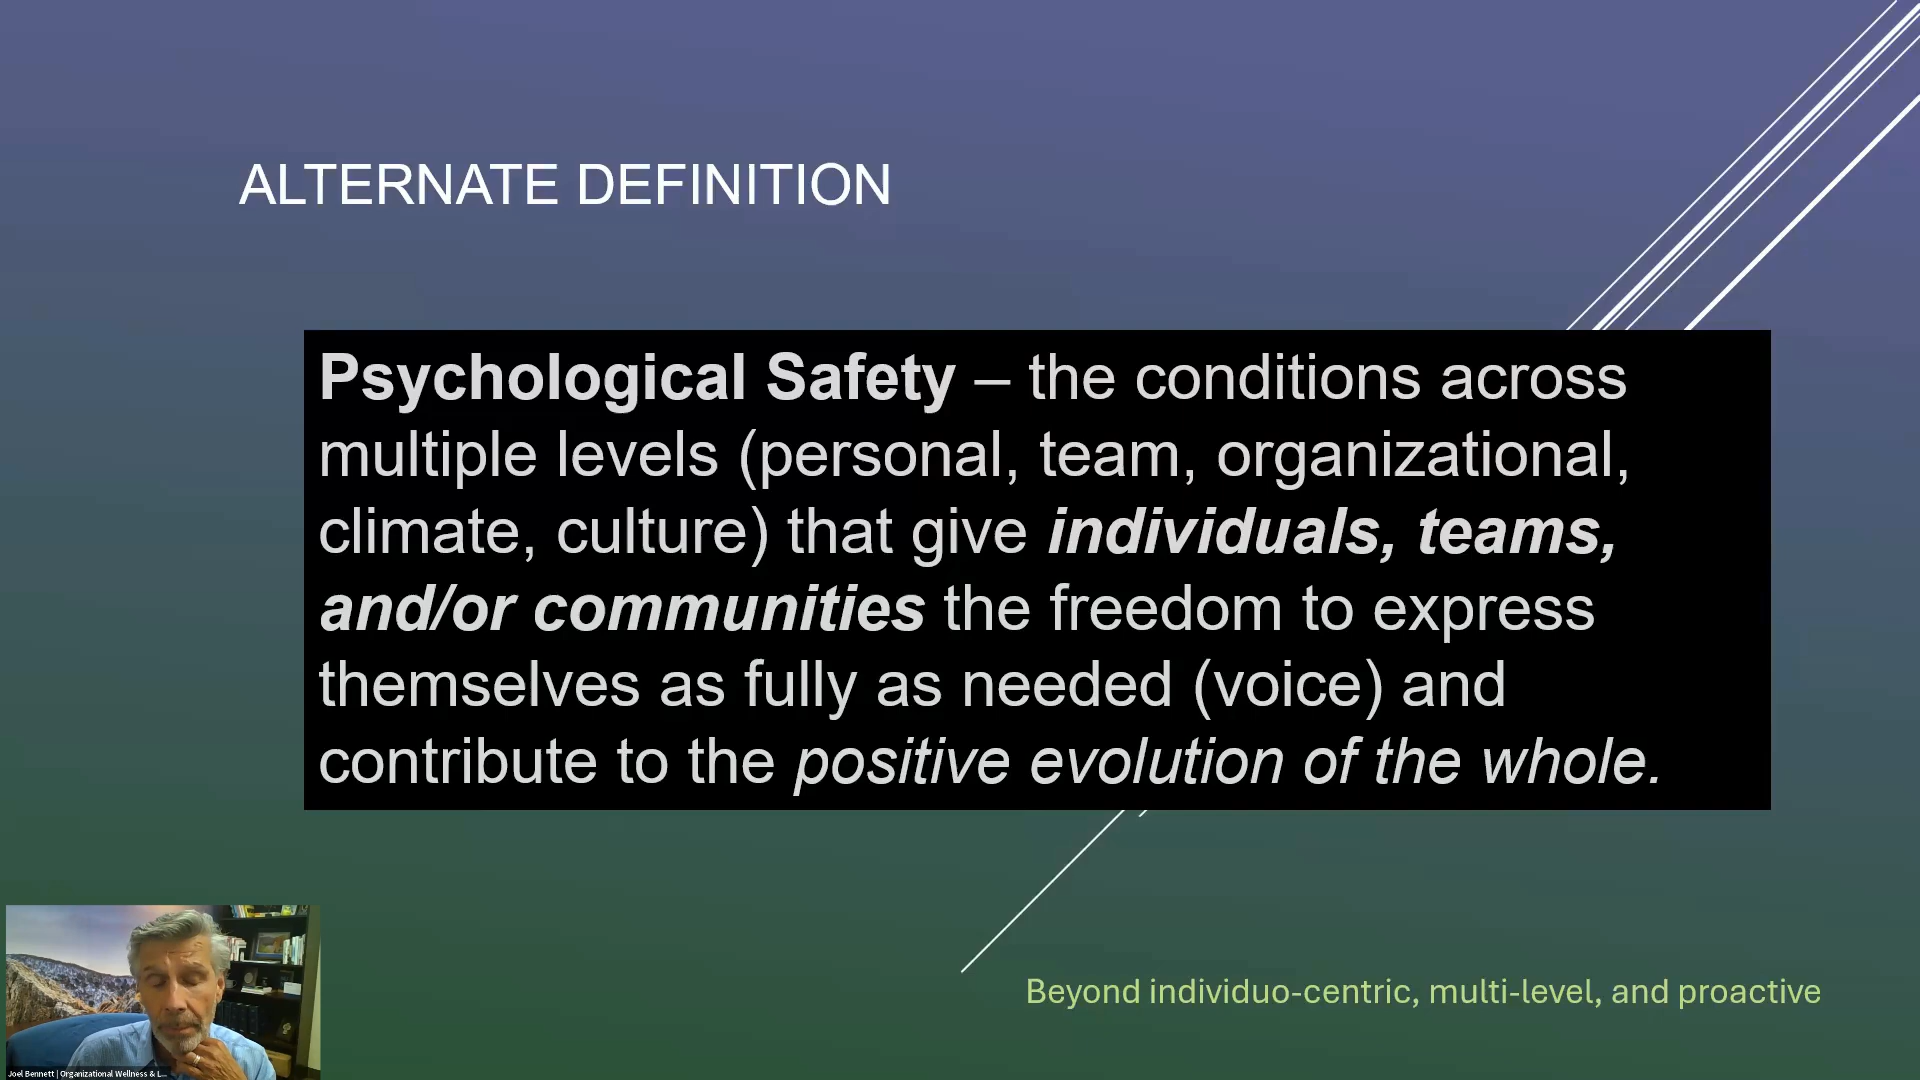 ALTERNATE DEFINITION
Psychological Safety – the conditions across
multiple levels (personal, team, organizational,
climate, culture) that give individuals, teams,
and/or communities the freedom to express
themselves as fully as needed (voice) and
contribute to the positive evolution of the whole.
Beyond individuo-centric, multi-level, and proactive
Joel Bennett | Organizational Wellness & L...